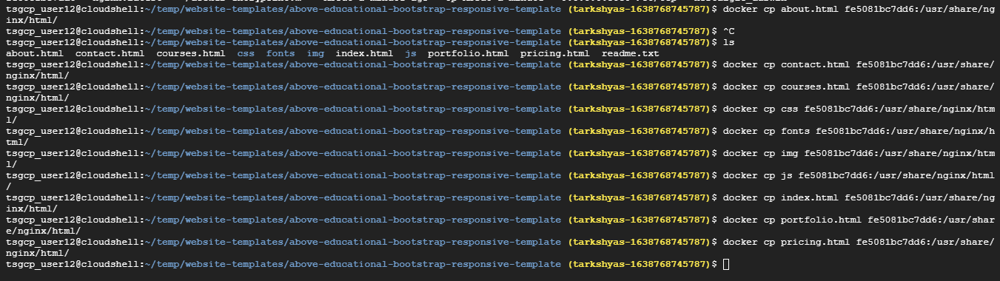 tsgcp_user12@cloudshell:~/temp/website-templates/above-educational-bootstrap-responsive-template (tarkshyas-1638768745787)$ docker cp about.html fe5081bc7dd6:/usr/share/ng
inx/html/
tsgcp_user12@cloudshell:~/temp/website-templates/above-educational-bootstrap-responsive-template (tarkshyas-1638768745787)$ ^C
tsgcp_user12@cloudshell:~/temp/website-templates/above-educational-bootstrap-responsive-template (tarkshyas-1638768745787)$ ls
about.html  contact.html  courses.html  css  fonts  img  index.html  js  portfolio.html  pricing.html  readme.txt
tsgcp_user12@cloudshell:~/temp/website-templates/above-educational-bootstrap-responsive-template (tarkshyas-1638768745787)$ docker cp contact.html fe5081bc7dd6:/usr/share/
nginx/html/
tsgcp_user12@cloudshell:~/temp/website-templates/above-educational-bootstrap-responsive-template (tarkshyas-1638768745787)$ docker cp courses.html fe5081bc7dd6:/usr/share/
nginx/html/
tsgcp_user12@cloudshell:~/temp/website-templates/above-educational-bootstrap-responsive-template (tarkshyas-1638768745787)$ docker cp css fe5081bc7dd6:/usr/share/nginx/htm
l/
tsgcp_user12@cloudshell:~/temp/website-templates/above-educational-bootstrap-responsive-template (tarkshyas-1638768745787)$ docker cp fonts fe5081bc7dd6:/usr/share/nginx/h
tml/
tsgcp_user12@cloudshell:~/temp/website-templates/above-educational-bootstrap-responsive-template (tarkshyas-1638768745787)$ docker cp img fe5081bc7dd6:/usr/share/nginx/htm
l/
tsgcp_user12@cloudshell:~/temp/website-templates/above-educational-bootstrap-responsive-template (tarkshyas-1638768745787)$ docker cp js fe5081bc7dd6:/usr/share/nginx/html
/
tsgcp_user12@cloudshell:~/temp/website-templates/above-educational-bootstrap-responsive-template (tarkshyas-1638768745787)$ docker cp index.html fe5081bc7dd6:/usr/share/ng
inx/html/
tsgcp_user12@cloudshell:~/temp/website-templates/above-educational-bootstrap-responsive-template (tarkshyas-1638768745787)$ docker cp portfolio.html fe5081bc7dd6:/usr/shar
e/nginx/html/
tsgcp_user12@cloudshell:~/temp/website-templates/above-educational-bootstrap-responsive-template (tarkshyas-1638768745787)$ docker cp pricing.html fe5081bc7dd6:/usr/share/
nginx/html/
tsgcp_user12@cloudshell:~/temp/website-templates/above-educational-bootstrap-responsive-template (tarkshyas-1638768745787)$